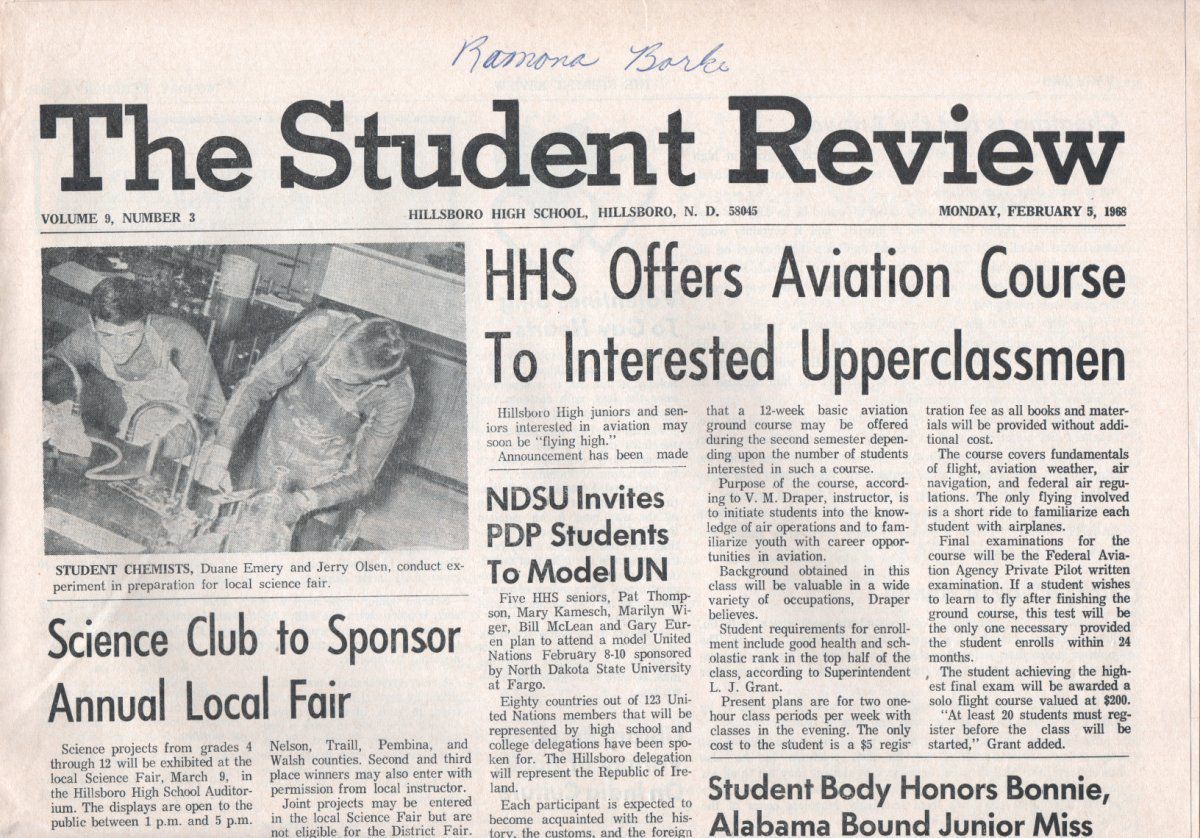 Ramona Borke
The Student Review
VOLUME 9, NUMBER 3
HILLSBORO HIGH SCHOOL, HILLSBORO, N. D. 58045
MONDAY, FEBRUARY 5, 1968
STUDENT CHEMISTS, Duane Emery and Jerry Olsen, conduct ex-
periment in preparation for local science fair.
Science Club to Sponsor
Annual Local Fair
Science projects from grades 4
through 12 will be exhibited at the
local Science Fair, March 9, in
the Hillsboro High School Auditor-
ium. The displays are open to the
public between 1 p.m. and 5 p.m.
Nelson, Traill, Pembina, and
Walsh counties. Second and third
place winners may also enter with
permission from local instructor.
Joint projects may be entered
in the local Science Fair but are
not eligible for the District Fair.
HHS Offers Aviation Course
To Interested Upperclassmen
Hillsboro High juniors and sen-
iors interested in aviation may
soon be "flying high."
Announcement has been made
that a 12-week basic aviation
ground course may be offered
during the second semester depen-
ding upon the number of students
interested in such a course.
Purpose of the course, accord-
ing to V. M. Draper, instructor, is
to initiate students into the know-
ledge of air operations and to fam-
iliarize youth with career oppor-
tunities in aviation.
Background obtained in this
class will be valuable in a wide
variety of occupations, Draper
believes.
Student requirements for enroll-
ment include good health and sch-
olastic rank in the top half of the
class, according to Superintendent
L. J. Grant.
Present plans are for two one-
hour class periods per week with
classes in the evening. The only
cost to the student is a $5 regis-
tration fee as all books and mater-
ials will be provided without addi-
tional cost.
The course covers fundamentals
of flight, aviation weather, air
navigation, and federal air regu-
lations. The only flying involved
is a short ride to familiarize each
student with airplanes.
Final examinations for the
course will be the Federal Avia-
tion Agency Private Pilot written
examination. If a student wishes
to learn to fly after finishing the
ground course, this test will be
the only one necessary provided
the student enrolls within 24
months.
The student achieving the high-
est final exam will be awarded a
solo flight course valued at $200.
"At least 20 students must reg-
ister before the class will be
started," Grant added.
NDSU Invites
PDP Students
To Model UN
Five HHS seniors, Pat Thomp-
son, Mary Kamesch, Marilyn Wi-
ger, Bill McLean and Gary Eur-
en plan to attend a model United
Nations February 8-10 sponsored
by North Dakota State University
at Fargo.
Eighty countries out of 123 Uni-
ted Nations members that will be
represented by high school and
college delegations have been spo-
ken for. The Hillsboro delegation
will represent the Republic of Ire-
land.
Each participant is expected to
become acquainted with the his-
tory, the customs, and the foreign
Student Body Honors Bonnie,
Alabama Bound Junior Miss